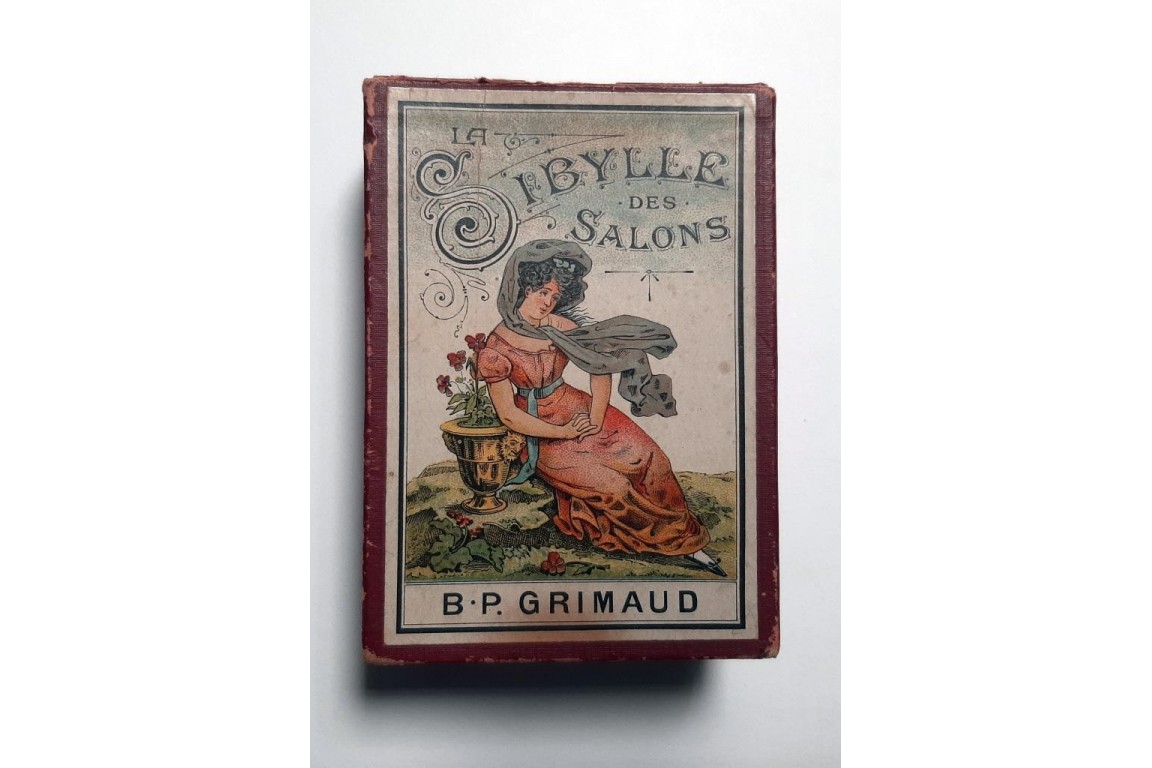 LA
SIBYLLE
·DES·
SALONS
B·P. GRIMAUD